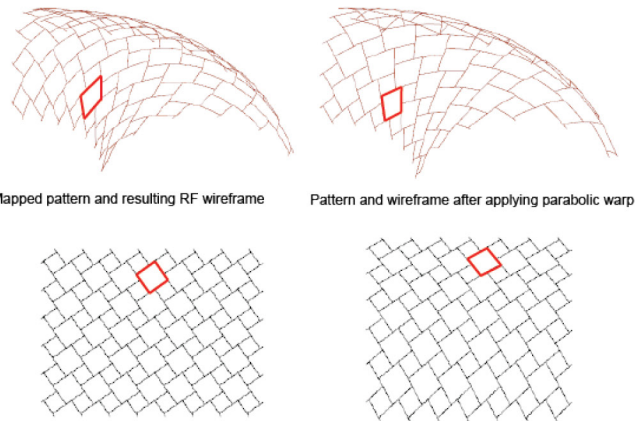 Mapped pattern and resulting RF wireframe
Pattern and wireframe after applying parabolic warp